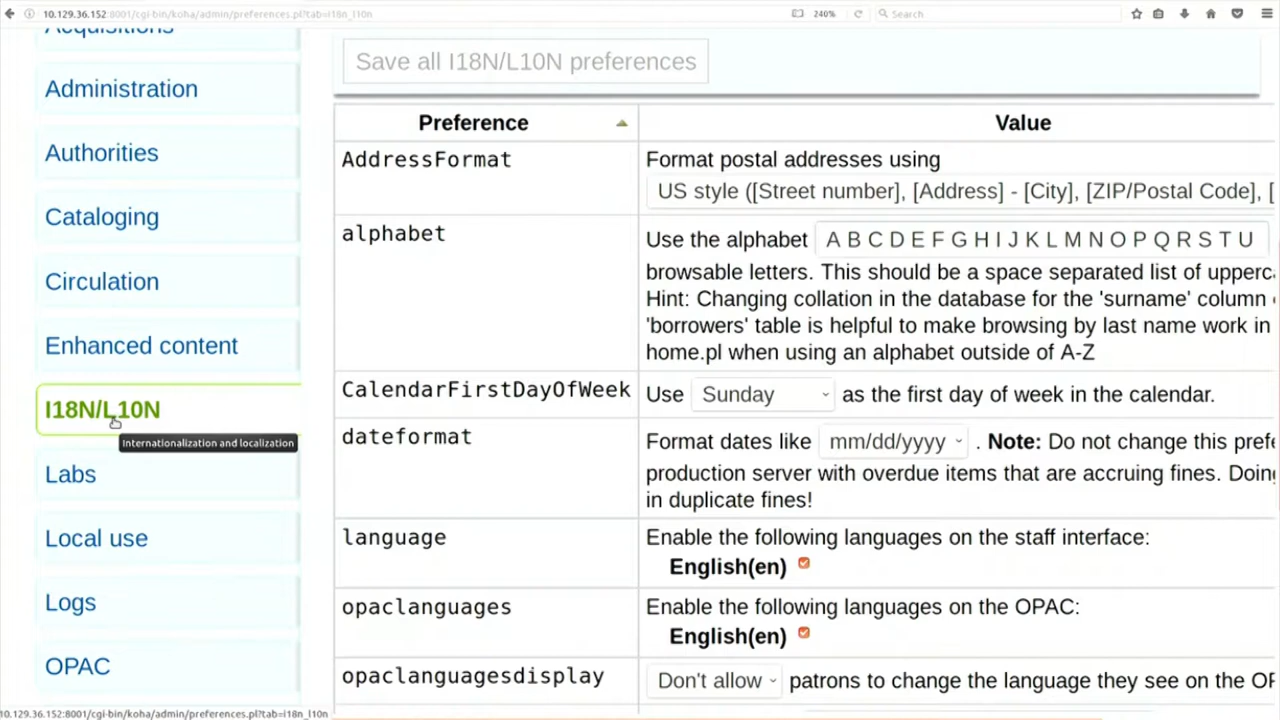 10.129.36.152:8001/cgi-bin/koha/admin/preferences.pl?tab=i18n_l10n
240%
Search
Acquisitions
Administration
Authorities
Cataloging
Circulation
Enhanced content
I18N/L10N
Internationalization and localization
Labs
Local use
Logs
OPAC
Save all I18N/L10N preferences
Preference Value
AddressFormat
Format postal addresses using
US style ([Street number], [Address] - [City], [ZIP/Postal Code], [
alphabet
Use the alphabet A B C D E F G H I J K L M N O P Q R S T U
browsable letters. This should be a space separated list of upperca
Hint: Changing collation in the database for the 'surname' column
'borrowers' table is helpful to make browsing by last name work in
home.pl when using an alphabet outside of A-Z
CalendarFirstDayOfWeek
Use Sunday as the first day of week in the calendar.
dateformat
Format dates like mm/dd/yyyy . Note: Do not change this prefe
production server with overdue items that are accruing fines. Doing
in duplicate fines!
language
Enable the following languages on the staff interface:
English(en)
opaclanguages
Enable the following languages on the OPAC:
English(en)
opaclanguagesdisplay
Don't allow patrons to change the language they see on the OP
10.129.36.152:8001/cgi-bin/koha/admin/preferences.pl?tab=i18n_l10n